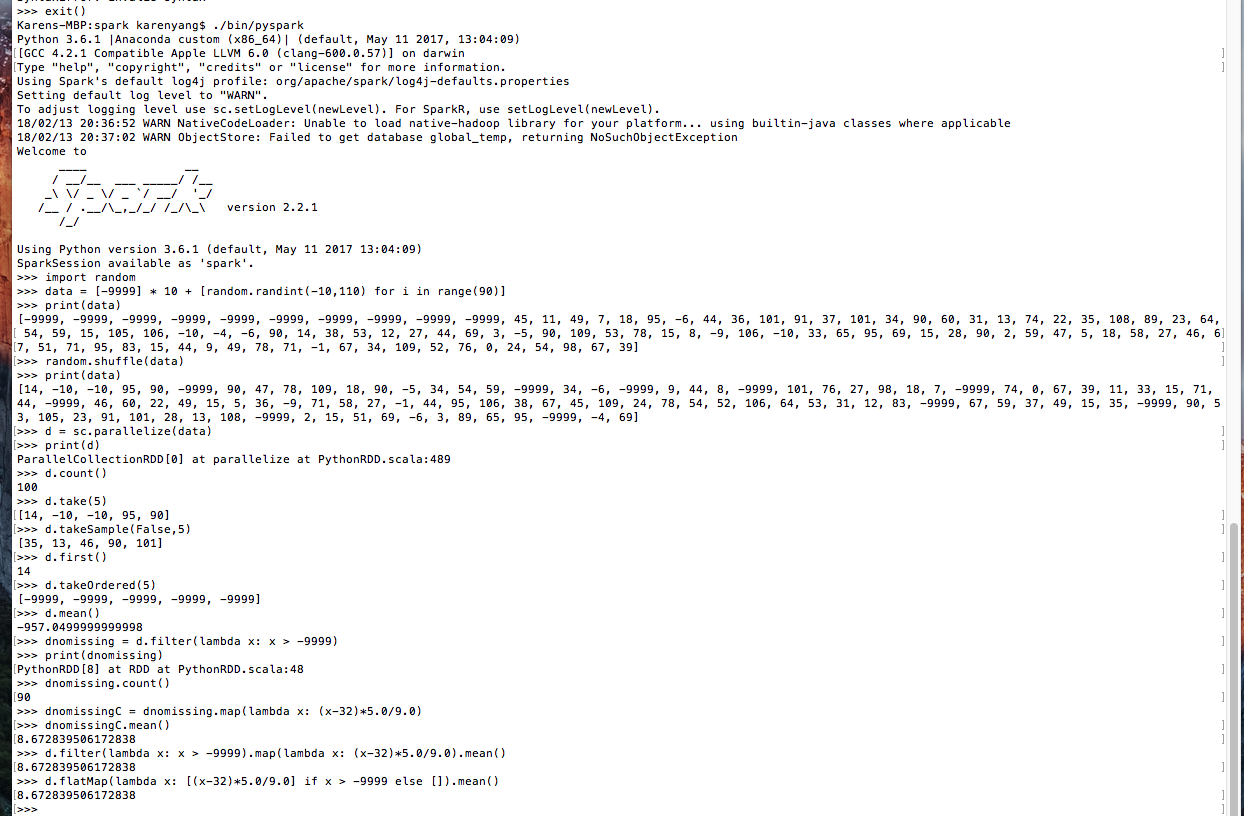 >>> exit()
Karens-MBP:spark karenyang$ ./bin/pyspark
Python 3.6.1 |Anaconda custom (x86_64)| (default, May 11 2017, 13:04:09)
[[GCC 4.2.1 Compatible Apple LLVM 6.0 (clang-600.0.57)] on darwin ]
[Type "help", "copyright", "credits" or "license" for more information. ]
Using Spark's default log4j profile: org/apache/spark/log4j-defaults.properties
Setting default log level to "WARN".
To adjust logging level use sc.setLogLevel(newLevel). For SparkR, use setLogLevel(newLevel).
18/02/13 20:36:52 WARN NativeCodeLoader: Unable to load native-hadoop library for your platform... using builtin-java classes where applicable
18/02/13 20:37:02 WARN ObjectStore: Failed to get database global_temp, returning NoSuchObjectException
Welcome to
      ____              __
     / __/__  ___ _____/ /__
    _\ \/ _ \/ _ `/ __/  '_/
   /__ / .__/\_,_/_/ /_/\_\   version 2.2.1
      /_/
Using Python version 3.6.1 (default, May 11 2017 13:04:09)
SparkSession available as 'spark'.
>>> import random
>>> data = [-9999] * 10 + [random.randint(-10,110) for i in range(90)]
>>> print(data)
[-9999, -9999, -9999, -9999, -9999, -9999, -9999, -9999, -9999, -9999, 45, 11, 49, 7, 18, 95, -6, 44, 36, 101, 91, 37, 101, 34, 90, 60, 31, 13, 74, 22, 35, 108, 89, 23, 64,
[ 54, 59, 15, 105, 106, -10, -4, -6, 90, 14, 38, 53, 12, 27, 44, 69, 3, -5, 90, 109, 53, 78, 15, 8, -9, 106, -10, 33, 65, 95, 69, 15, 28, 90, 2, 59, 47, 5, 18, 58, 27, 46, 6]
[7, 51, 71, 95, 83, 15, 44, 9, 49, 78, 71, -1, 67, 34, 109, 52, 76, 0, 24, 54, 98, 67, 39] ]
[>>> random.shuffle(data) ]
>>> print(data)
[14, -10, -10, 95, 90, -9999, 90, 47, 78, 109, 18, 90, -5, 34, 54, 59, -9999, 34, -6, -9999, 9, 44, 8, -9999, 101, 76, 27, 98, 18, 7, -9999, 74, 0, 67, 39, 11, 33, 15, 71,
44, -9999, 46, 60, 22, 49, 15, 5, 36, -9, 71, 58, 27, -1, 44, 95, 106, 38, 67, 45, 109, 24, 78, 54, 52, 106, 64, 53, 31, 12, 83, -9999, 67, 59, 37, 49, 15, 35, -9999, 90, 5
3, 105, 23, 91, 101, 28, 13, 108, -9999, 2, 15, 51, 69, -6, 3, 89, 65, 95, -9999, -4, 69]
[>>> d = sc.parallelize(data) ]
[>>> print(d) ]
ParallelCollectionRDD[0] at parallelize at PythonRDD.scala:489
>>> d.count()
100
>>> d.take(5)
[[14, -10, -10, 95, 90] ]
[>>> d.takeSample(False,5) ]
[35, 13, 46, 90, 101]
[>>> d.first() ]
14
[>>> d.takeOrdered(5) ]
[-9999, -9999, -9999, -9999, -9999]
[>>> d.mean() ]
-957.0499999999998
[>>> dnomissing = d.filter(lambda x: x > -9999) ]
>>> print(dnomissing)
[PythonRDD[8] at RDD at PythonRDD.scala:48 ]
>>> dnomissing.count()
[90 ]
>>> dnomissingC = dnomissing.map(lambda x: (x-32)*5.0/9.0)
[>>> dnomissingC.mean() ]
[8.672839506172838 ]
>>> d.filter(lambda x: x > -9999).map(lambda x: (x-32)*5.0/9.0).mean()
[8.672839506172838 ]
>>> d.flatMap(lambda x: [(x-32)*5.0/9.0] if x > -9999 else []).mean()
[8.672839506172838 ]
[>>> ]